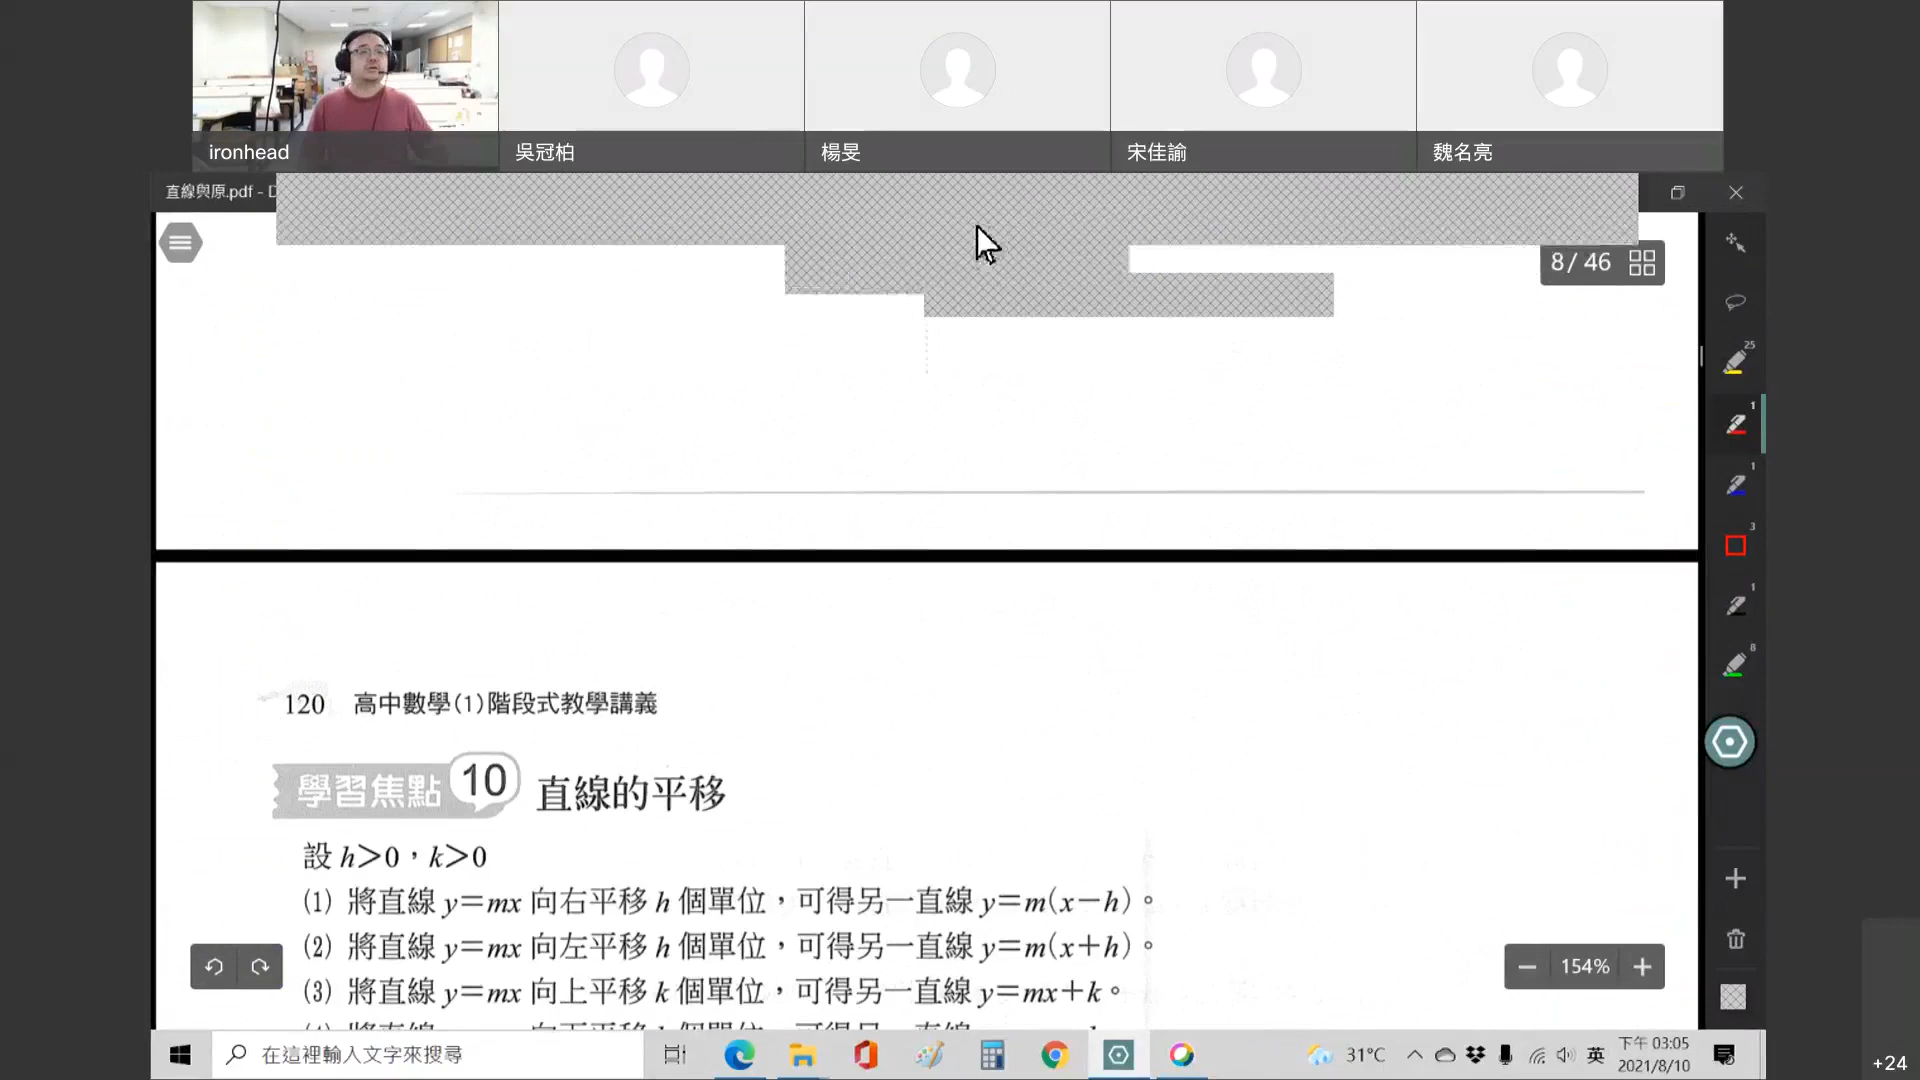 ironhead
吳冠柏
楊旻
宋佳諭
魏名亮
直線與原.pdf - D
8 / 46
25
1
1
3
1
8
120 高中數學(1)階段式教學講義
學習焦點 10 直線的平移
設 h>0，k>0
(1) 將直線 y=mx 向右平移 h 個單位，可得另一直線 y=m(x-h)。
(2) 將直線 y=mx 向左平移 h 個單位，可得另一直線 y=m(x+h)。
(3) 將直線 y=mx 向上平移 k 個單位，可得另一直線 y=mx+k。
154%
在這裡輸入文字來搜尋
31°C
英
下午 03:05
2021/8/10
+24